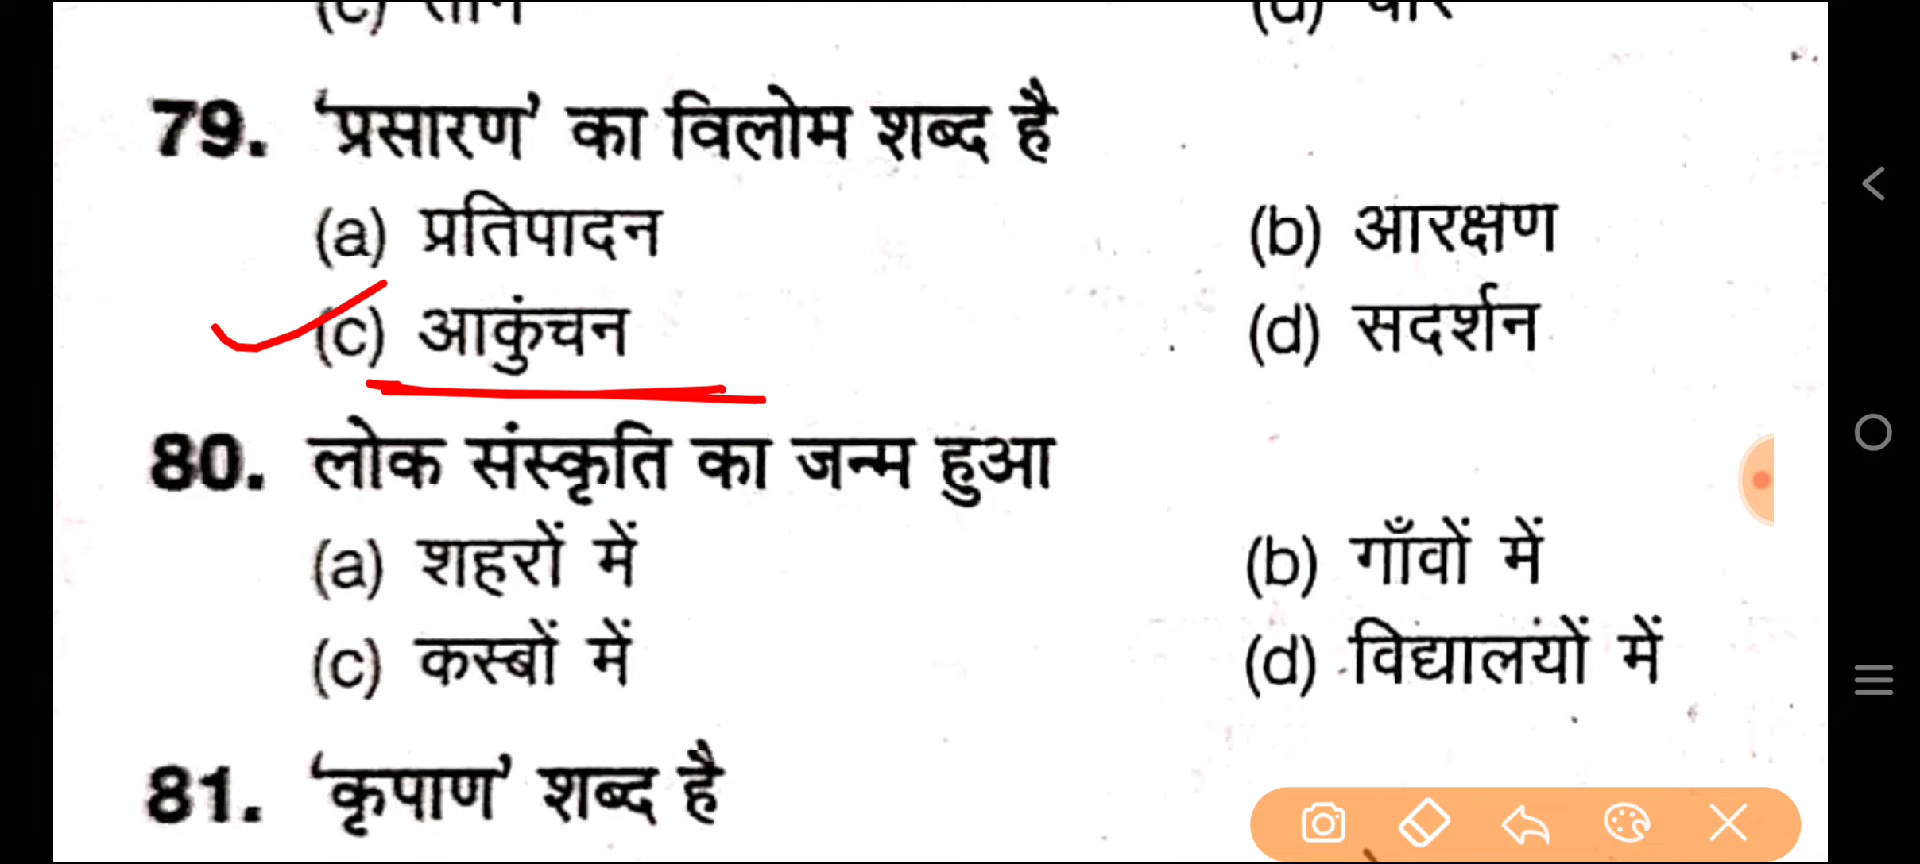 79. ‘प्रसारण’ का विलोम शब्द है
(a) प्रतिपादन (b) आरक्षण
(c) आकुंचन (d) सदर्शन
80. लोक संस्कृति का जन्म हुआ
(a) शहरों में (b) गाँवों में
(c) कस्बों में (d) विद्यालयों में
81. ‘कृपाण’ शब्द है